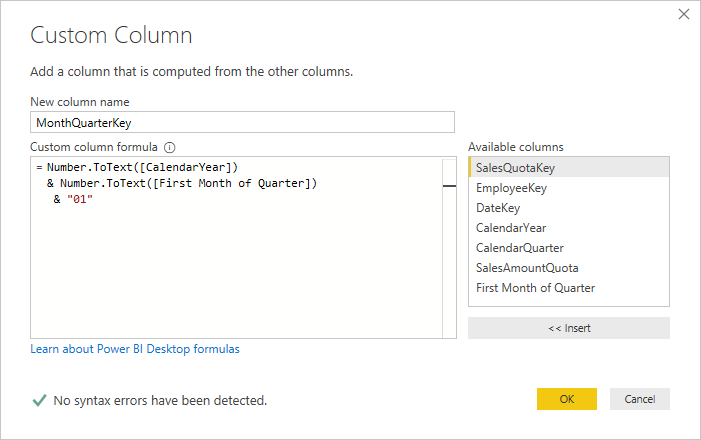 Custom Column
Add a column that is computed from the other columns.
New column name
MonthQuarterKey
Custom column formula
= Number.ToText([CalendarYear])
& Number.ToText([First Month of Quarter])
& "01"
Available columns
SalesQuotaKey
EmployeeKey
DateKey
CalendarYear
CalendarQuarter
SalesAmountQuota
First Month of Quarter
<< Insert
Learn about Power BI Desktop formulas
No syntax errors have been detected.
OK
Cancel